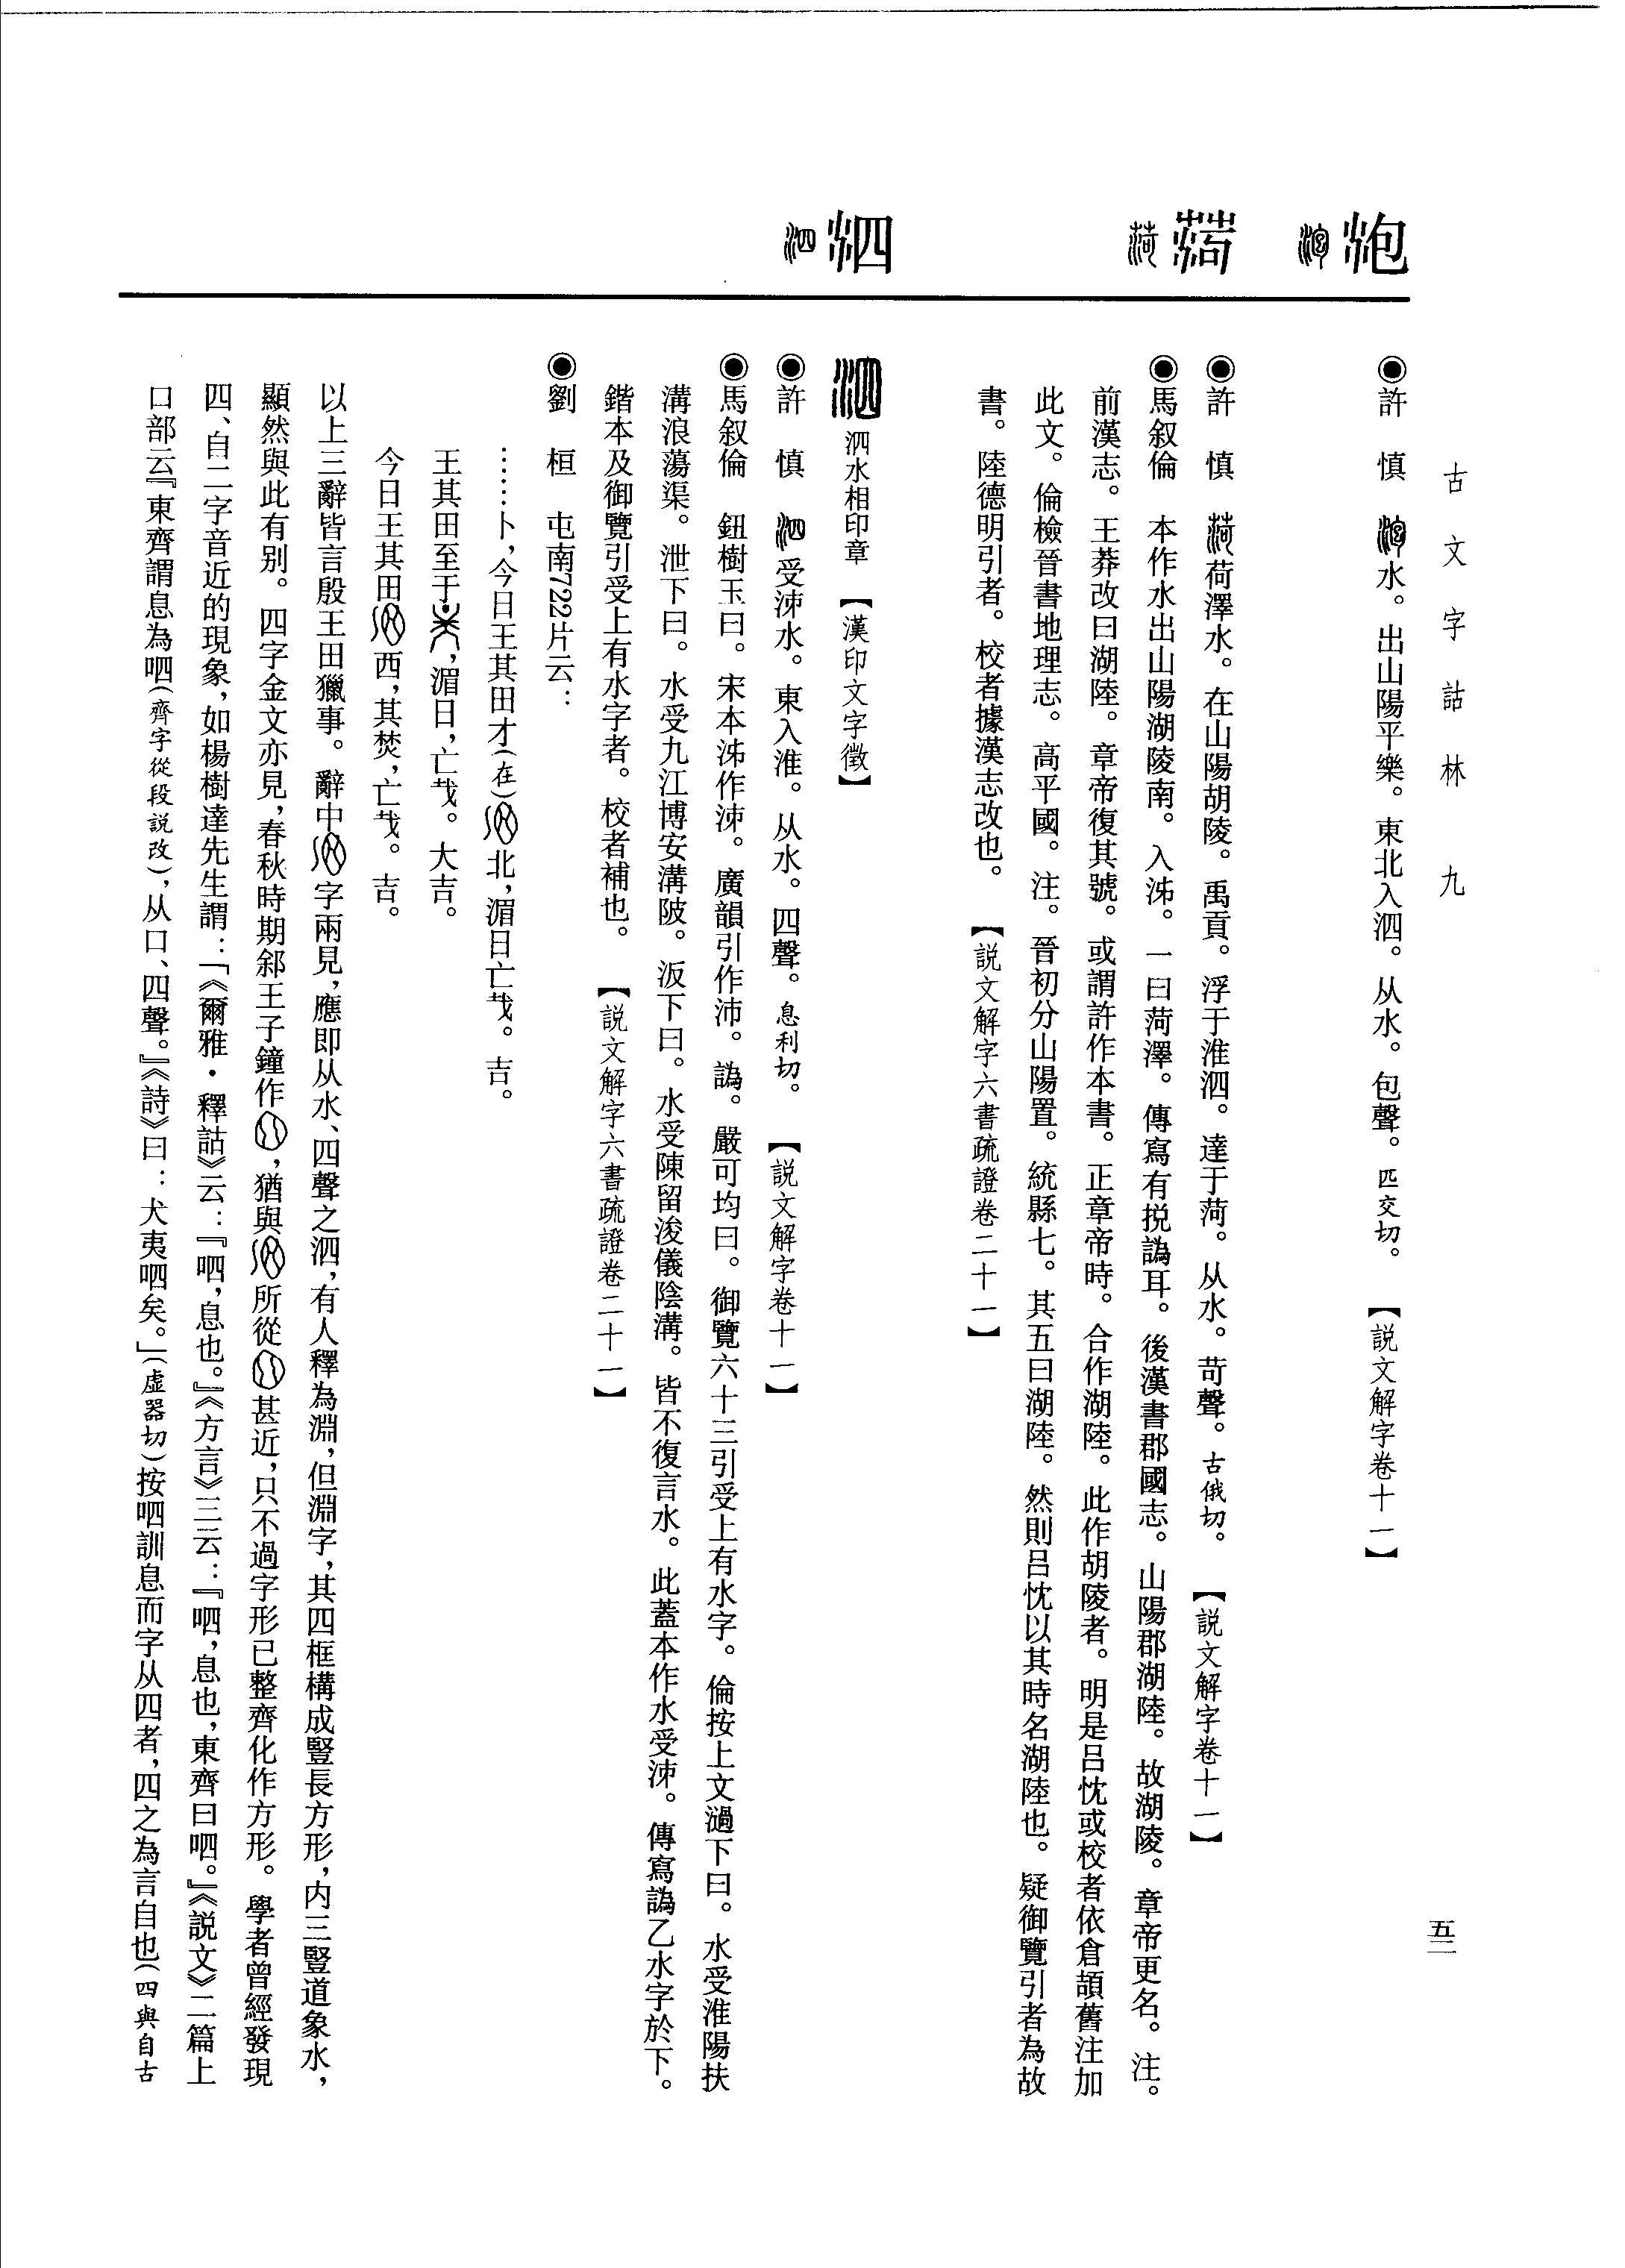 古文字詁林 九
五三
泡
菏
泗
◉許 慎 水。出山陽平樂。東北入泗。从水。包聲。匹交切。 【説文解字卷十一】
◉許 慎 菏澤水。在山陽胡陵。禹貢。浮于淮泗。達于菏。从水。苛聲。古俄切。 【説文解字卷十一】
◉馬叙倫 本作水出山陽湖陵南。入泲。一曰菏澤。傳寫有挩譌耳。後漢書郡國志。山陽郡湖陸。故湖陵。章帝更名。注。
前漢志。王莽改曰湖陸。章帝復其號。或謂許作本書。正章帝時。合作湖陸。此作胡陵者。明是呂忱或校者依倉頡舊注加
此文。倫檢晉書地理志。高平國。注。晉初分山陽置。統縣七。其五曰湖陸。然則呂忱以其時名湖陸也。疑御覽引者為故
書。陸德明引者。校者據漢志改也。 【説文解字六書疏證卷二十一】
泗水相印章 【漢印文字徵】
◉許 慎 受泲水。東入淮。从水。四聲。息利切。 【説文解字卷十一】
◉馬叙倫 鈕樹玉曰。宋本泲作涑。廣韻引作沛。譌。嚴可均曰。御覽六十三引受上有水字。倫按上文濄下曰。水受淮陽扶
溝浪蕩渠。泄下曰。水受九江博安溝陂。汳下曰。水受陳留浚儀陰溝。皆不復言水。此蓋本作水受泲。傳寫譌乙水字於下。
鍇本及御覽引受上有水字者。校者補也。 【説文解字六書疏證卷二十一】
◉劉 桓 屯南722片云：
……卜，今日王其田才（在）北，湄日亡𢦏。吉。
王其田至于，湄日，亡𢦏。大吉。
今日王其田西，其焚，亡𢦏。吉。
以上三辭皆言殷王田獵事。辭中字兩見，應即从水、四聲之泗，有人釋為淵，但淵字，其四框構成豎長方形，内三豎道象水，
顯然與此有别。四字金文亦見，春秋時期䣄王子鐘作，猶與所從甚近，只不過字形已整齊化作方形。學者曾經發現
四、自二字音近的現象，如楊樹達先生謂：「《爾雅·釋詁》云：『呬，息也。』《方言》三云：『呬，息也，東齊曰呬。』《説文》二篇上
口部云『東齊謂息為呬（齊字從段説改），从口、四聲。』《詩》曰：犬夷呬矣。」（虚器切）按呬訓息而字从四者，四之為言自也（四與自古